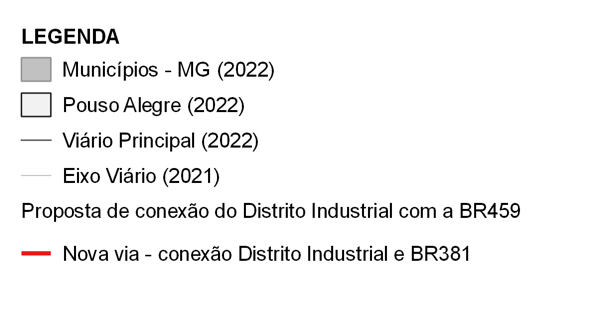 LEGENDA
Municípios - MG (2022)
Pouso Alegre (2022)
Viário Principal (2022)
Eixo Viário (2021)
Proposta de conexão do Distrito Industrial com a BR459
Nova via - conexão Distrito Industrial e BR381